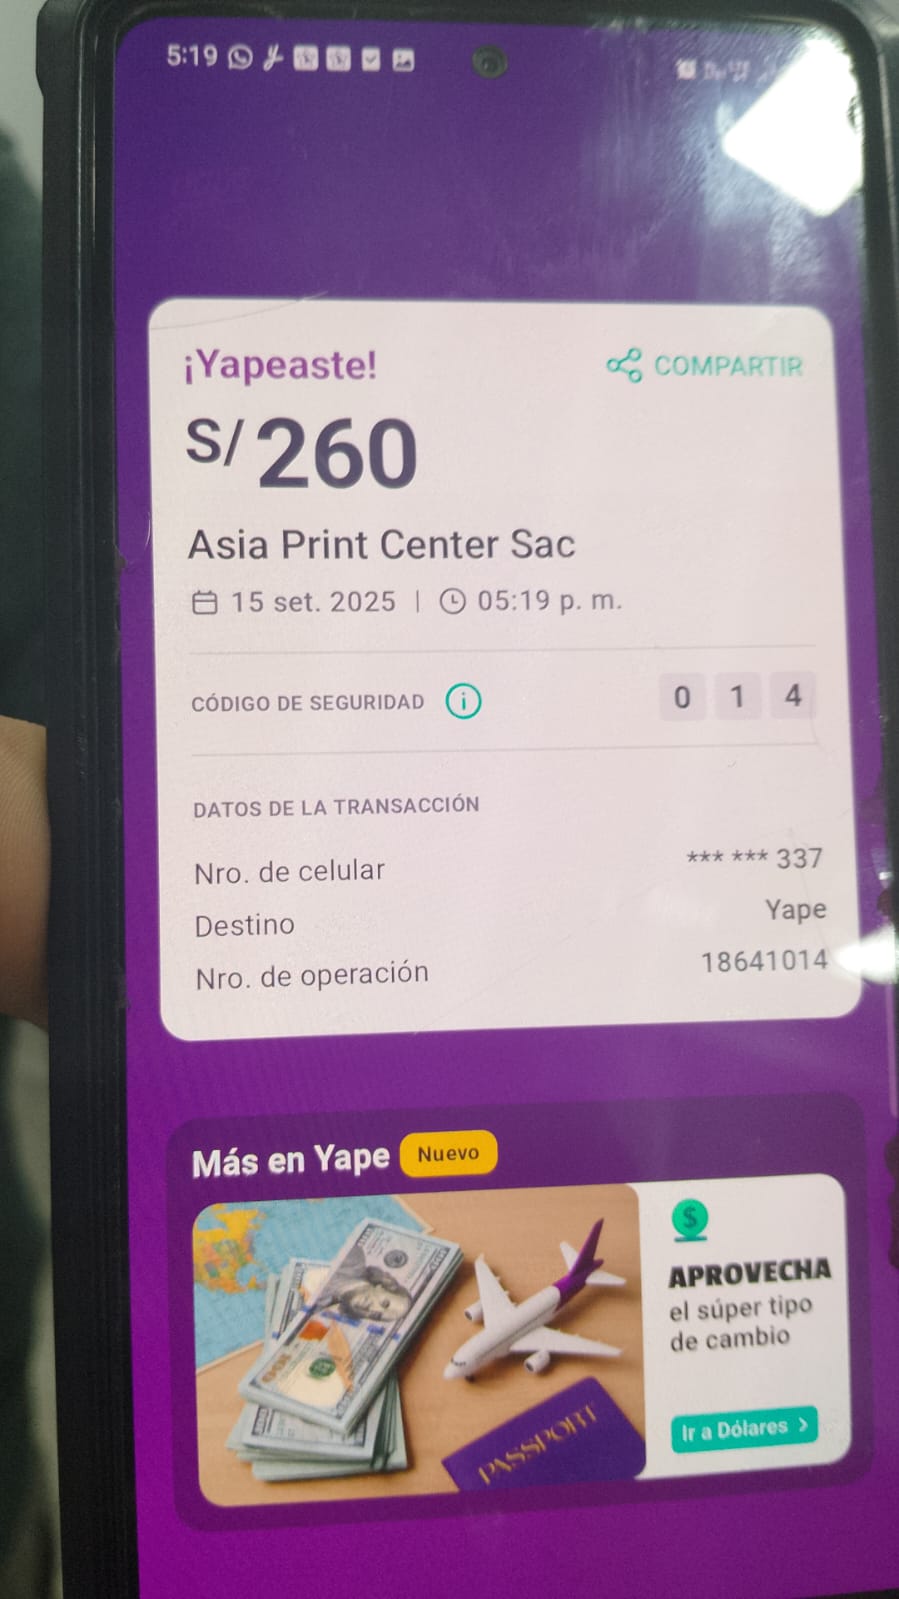 5:19
¡Yapeaste!
COMPARTIR
S/ 260
Asia Print Center Sac
15 set. 2025 | 05:19 p. m.
CÓDIGO DE SEGURIDAD
0 1 4
DATOS DE LA TRANSACCIÓN
Nro. de celular *** *** 337
Destino Yape
Nro. de operación 18641014
Más en Yape Nuevo
APROVECHA
el súper tipo
de cambio
Ir a Dólares >
PASSPORT